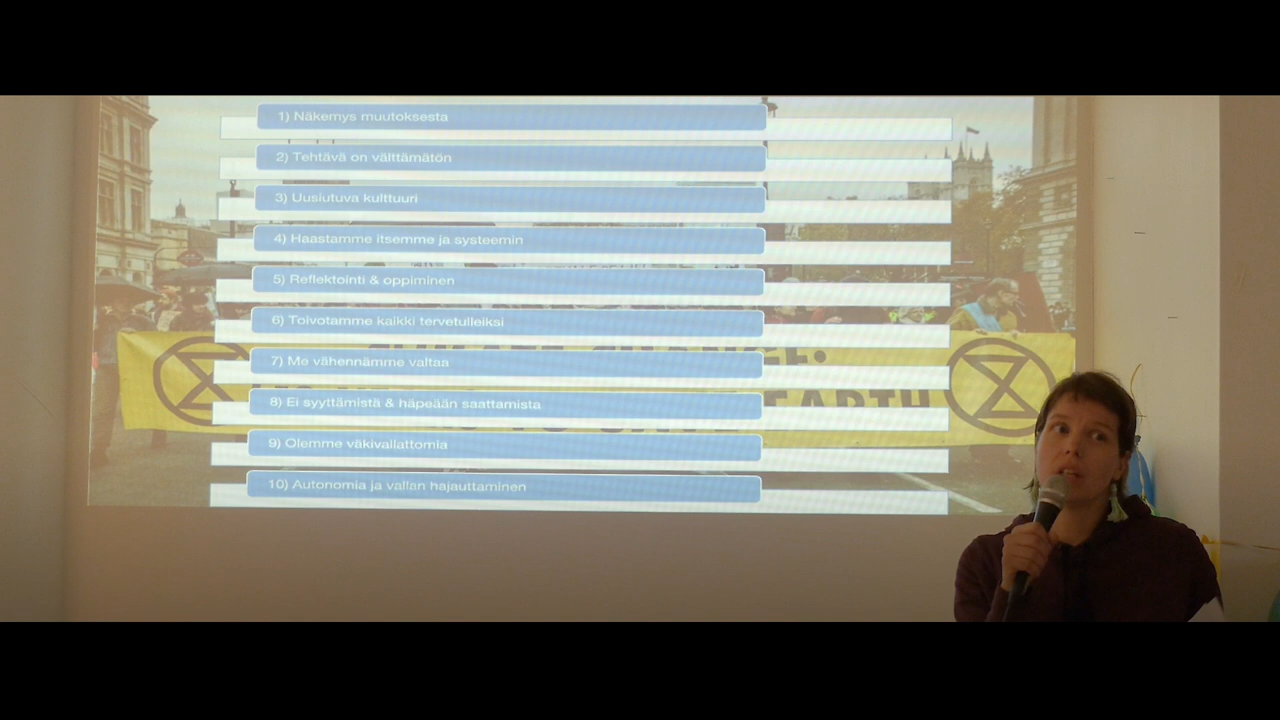 1) Näkemys muutoksesta
2) Tehtävä on välttämätön
3) Uusiutuva kulttuuri
4) Haastamme itsemme ja systeemin
5) Reflektointi & oppiminen
6) Toivotamme kaikki tervetulleiksi
7) Me vähennämme valtaa
8) Ei syyttämistä & häpeään saattamista
9) Olemme väkivallattomia
10) Autonomia ja vallan hajauttaminen
EARTH